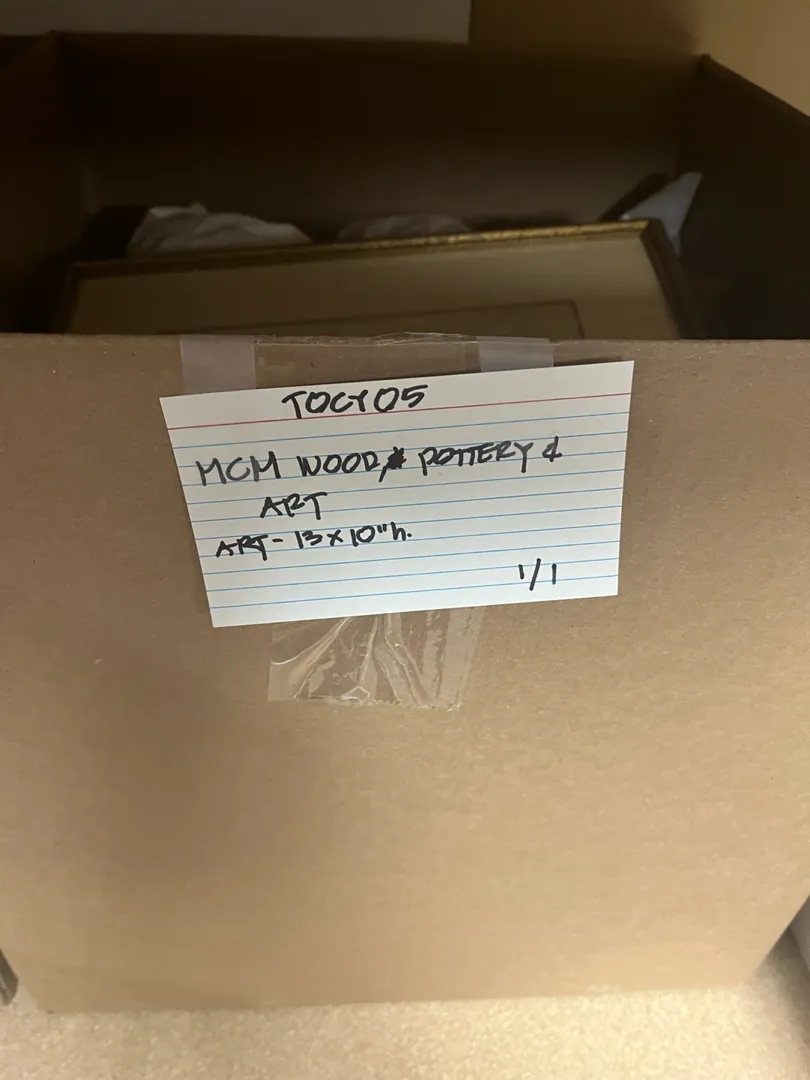 TOCY05
MCM WOOD, POTTERY &
ART
ART - 13 x 10"h.
1/1